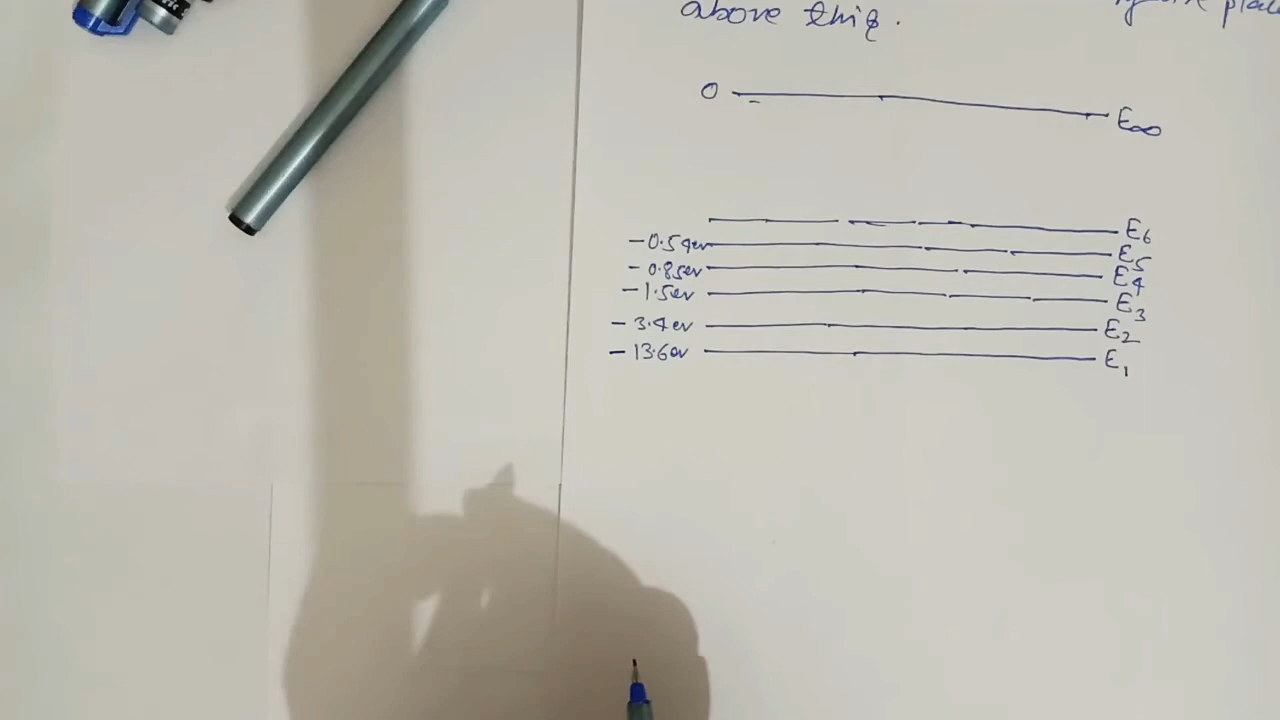 above this.
0 E∞
E6
-0.54ev E5
-0.85ev E4
-1.5ev E3
-3.4ev E2
-13.6ev E1